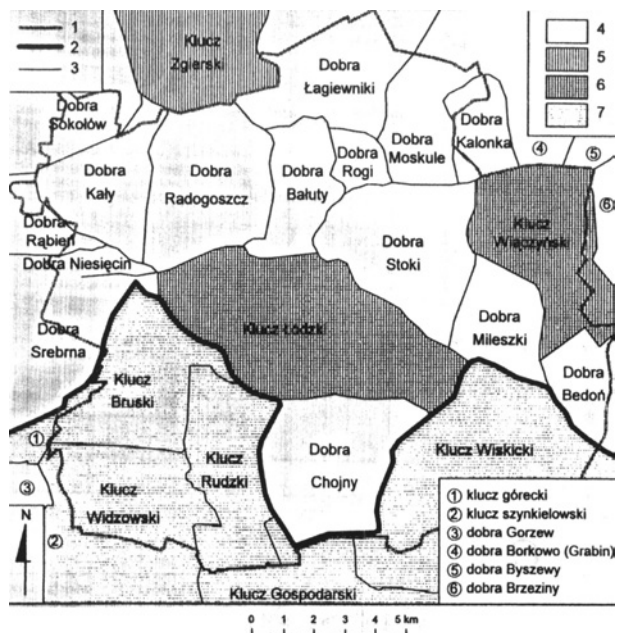 1
2
3
4
5
6
7
Klucz
Zgierski
Dobra
Łagiewniki
Dobra
Sokołów
Dobra
Kały
Dobra
Radogoszcz
Dobra
Bałuty
Dobra
Rogi
Dobra
Moskule
Dobra
Kalonka
④
⑤
⑥
Klucz
Wiączyński
Dobra
Rąbień
Dobra Niesięcin
Dobra
Stoki
Dobra
Srebrna
Klucz Łódzki
Dobra
Mileszki
Dobra
Bedoń
Klucz
Bruski
Klucz
Rudzki
Dobra
Chojny
Klucz Wiskicki
①
③
Klucz
Widzowski
N
②
Klucz Gospodarski
① klucz górecki
② klucz szynkielowski
③ dobra Gorzew
④ dobra Borkowo (Grabin)
⑤ dobra Byszewy
⑥ dobra Brzeziny
0 1 2 3 4 5 km